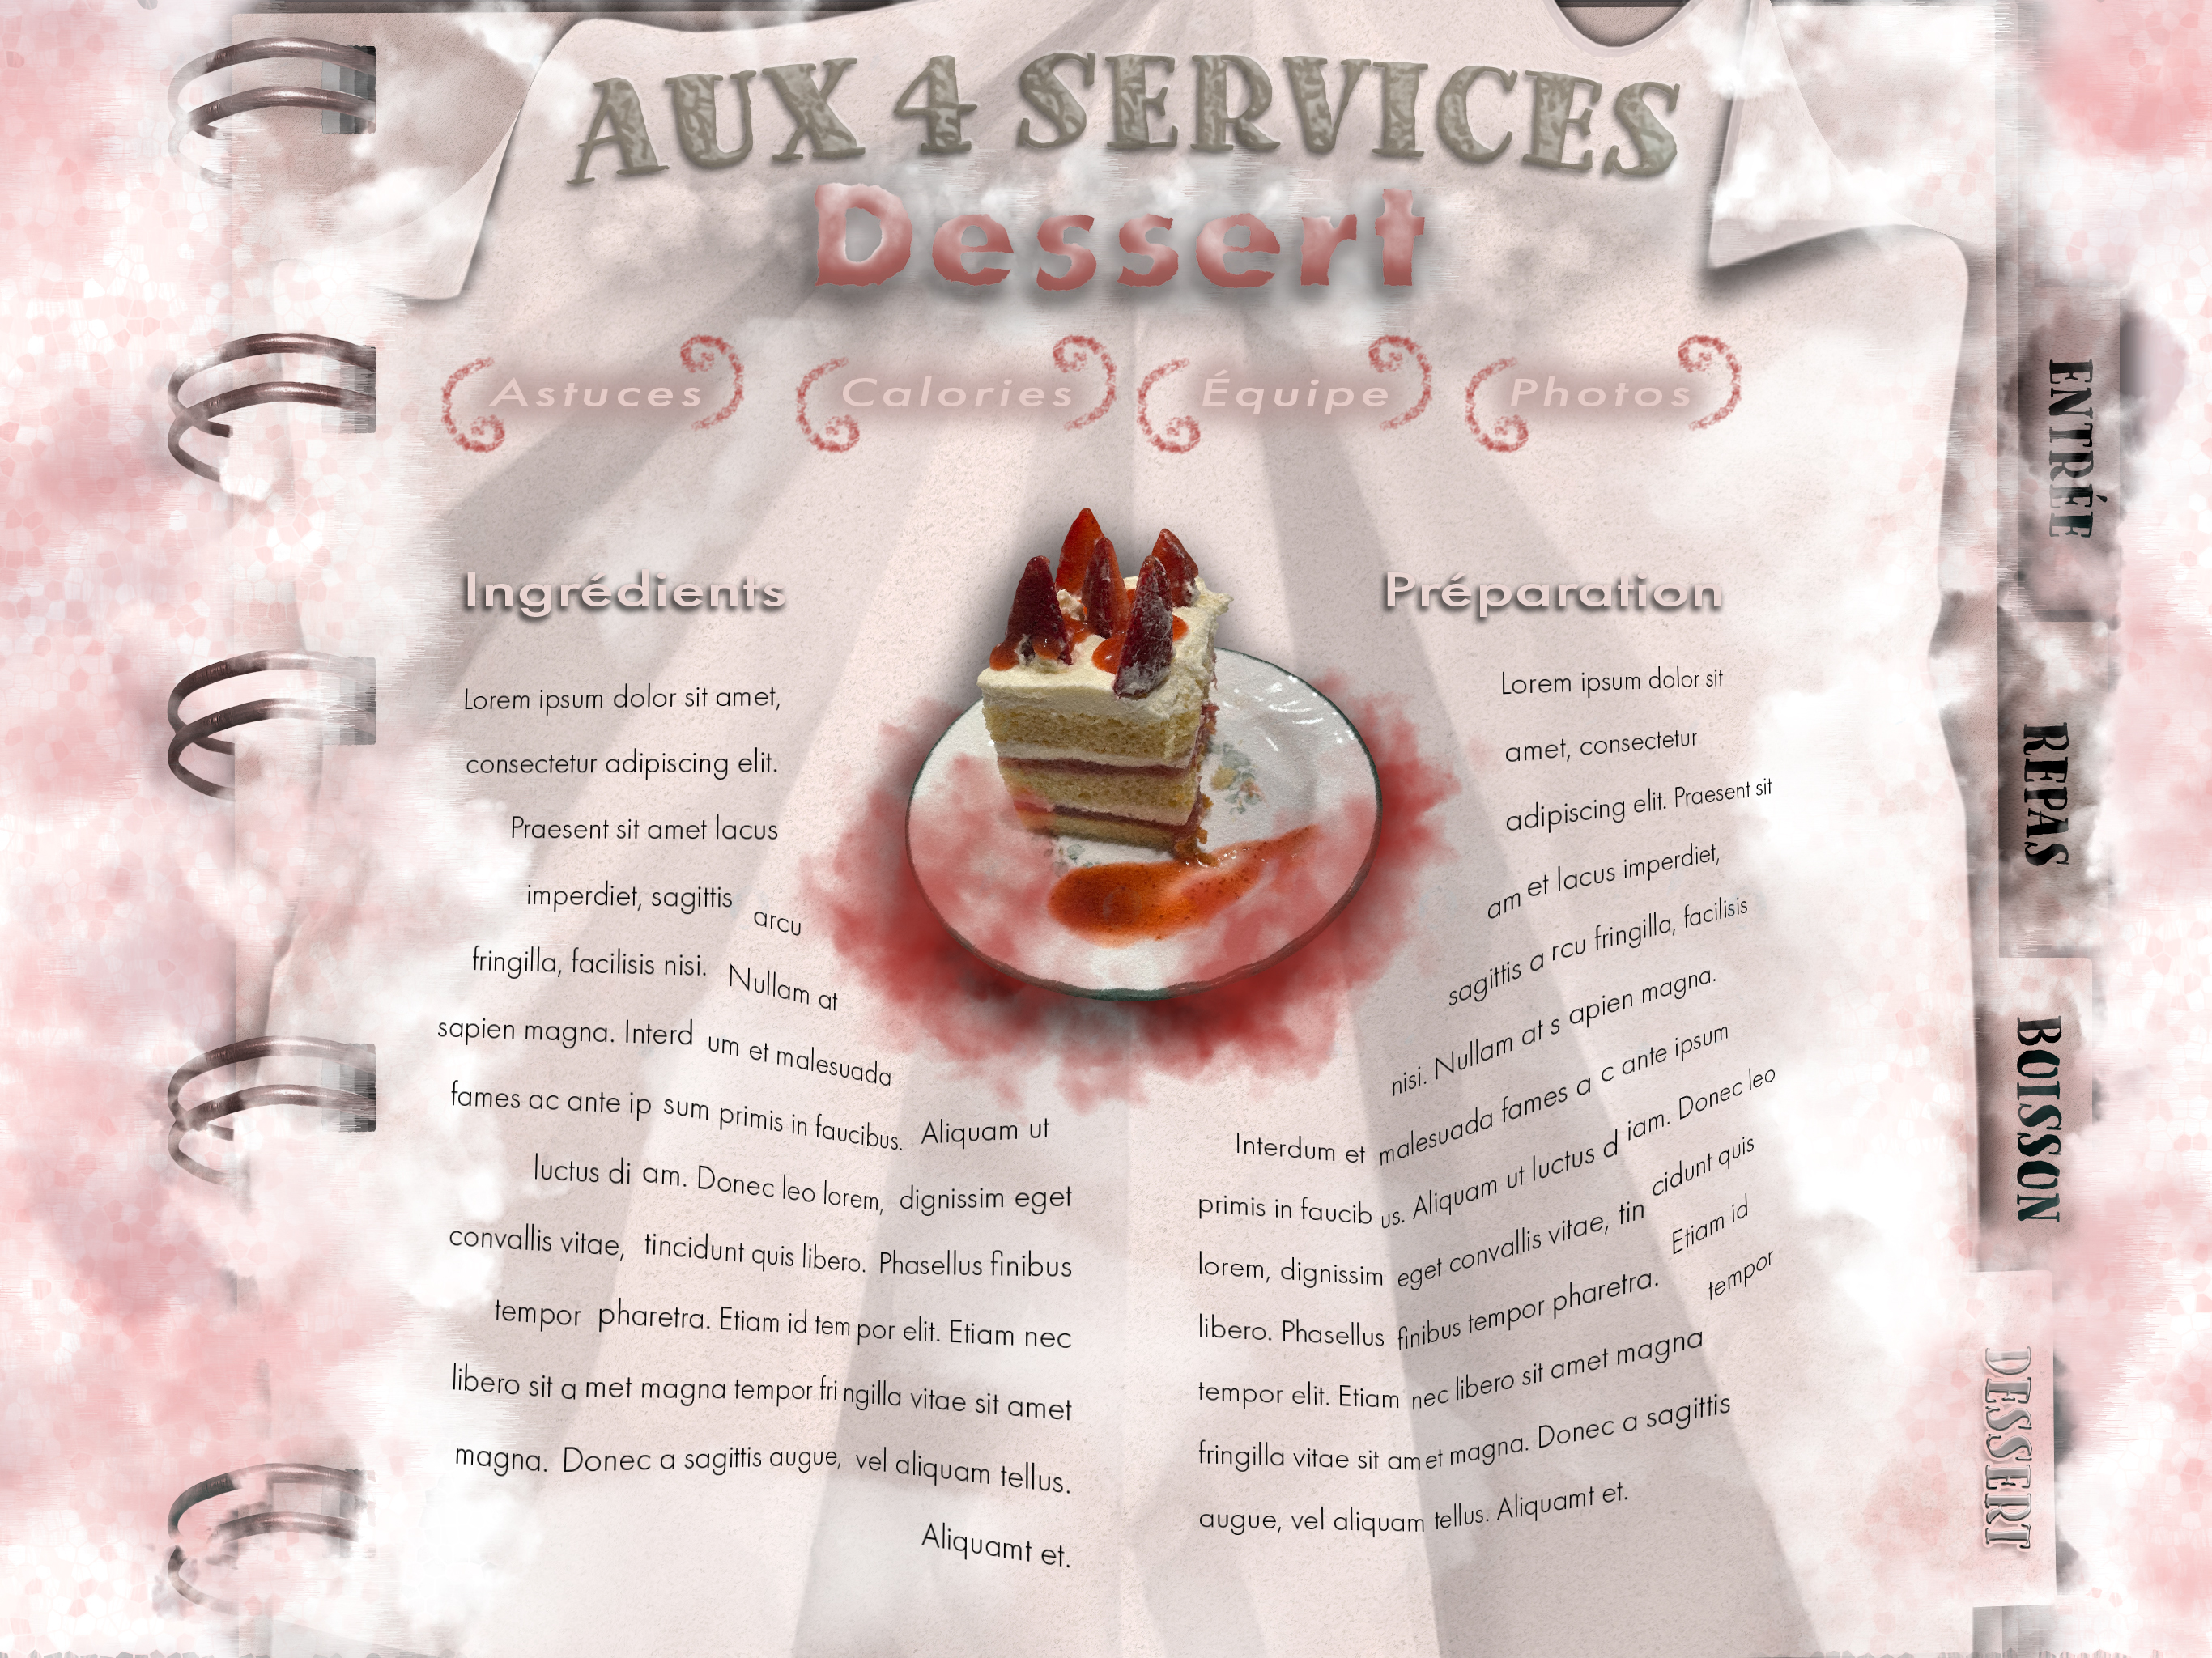 AUX 4 SERVICES
Dessert
Astuces
Calories
Équipe
Photos
Ingrédients
Lorem ipsum dolor sit amet,
consectetur adipiscing elit.
Praesent sit amet lacus
imperdiet, sagittis arcu
fringilla, facilisis nisi. Nullam at
sapien magna. Interd um et malesuada
fames ac ante ip sum primis in faucibus. Aliquam ut
luctus di am. Donec leo lorem, dignissim eget
convallis vitae, tincidunt quis libero. Phasellus finibus
tempor pharetra. Etiam id tem por elit. Etiam nec
libero sit a met magna tempor fri ngilla vitae sit amet
magna. Donec a sagittis augue, vel aliquam tellus.
Aliquamt et.
Préparation
Lorem ipsum dolor sit
amet, consectetur
adipiscing elit. Praesent sit
am et lacus imperdiet,
sagittis a rcu fringilla, facilisis
nisi. Nullam at s apien magna.
Interdum et malesuada fames a c ante ipsum
primis in faucib us. Aliquam ut luctus d iam. Donec leo
lorem, dignissim eget convallis vitae, tin cidunt quis
libero. Phasellus finibus tempor pharetra. Etiam id
tempor
tempor elit. Etiam nec libero sit amet magna
fringilla vitae sit am et magna. Donec a sagittis
augue, vel aliquam tellus. Aliquamt et.
ENTRÉE
REPAS
BOISSON
DESSERT